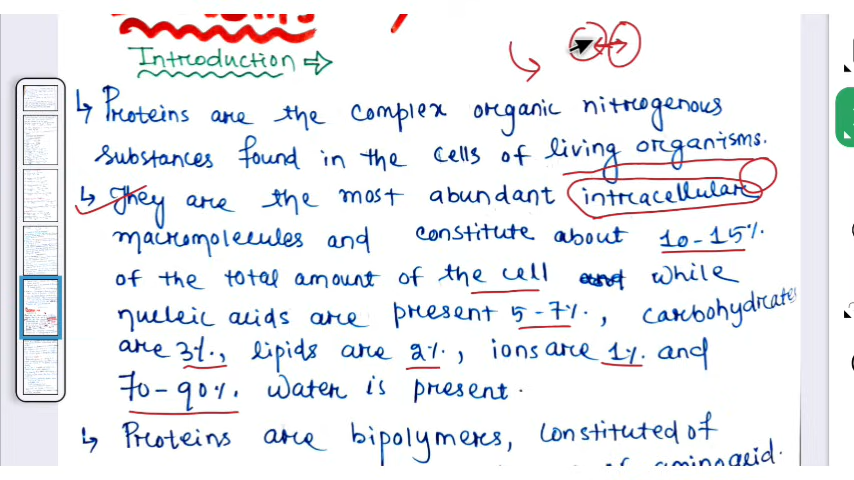 Introduction ⇒
↳ Proteins are the complex organic nitrogenous
substances found in the cells of living organisms.
↳ They are the most abundant intracellular
macromolecules and constitute about 10-15%
of the total amount of the cell and while
nucleic acids are present 5-7%, carbohydrates
are 3%, lipids are 2%, ions are 1% and
70-90% water is present.
↳ Proteins are bipolymers, constituted of
of aminoacid.